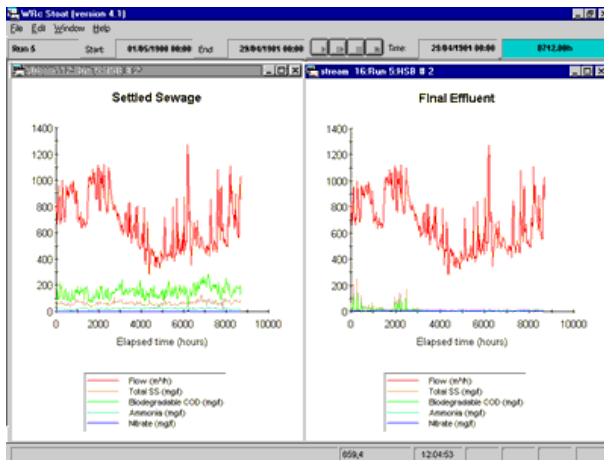 WRc Stoat (version 4.1)
File Edit Window Help
Run 5 Start: 01/05/1900 00:00 End: 29/04/1901 00:00 Time: 29/04/1901 00:00 8712.00h
stream 16:Run 5:HSB # 2
Settled Sewage
1400
1200
1000
800
600
400
200
0
0 2000 4000 6000 8000 10000
Elapsed time (hours)
Flow (m³/h)
Total SS (mg/l)
Biodegradable COD (mg/l)
Ammonia (mg/l)
Nitrate (mg/l)
Final Effluent
1400
1200
1000
800
600
400
200
0
0 2000 4000 6000 8000 10000
Elapsed time (hours)
Flow (m³/h)
Total SS (mg/l)
Biodegradable COD (mg/l)
Ammonia (mg/l)
Nitrate (mg/l)
659,4 12:04:53